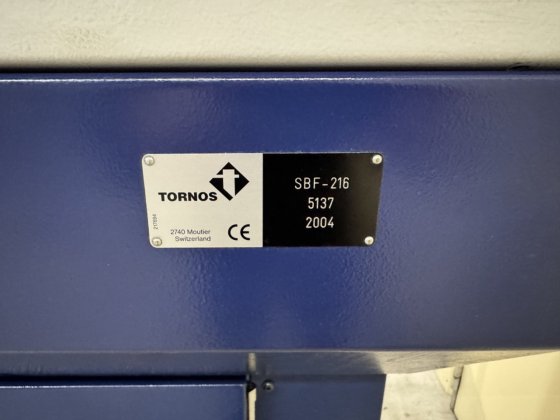 TORNOS
2740 Moutier
Switzerland
CE
SBF-216
5137
2004